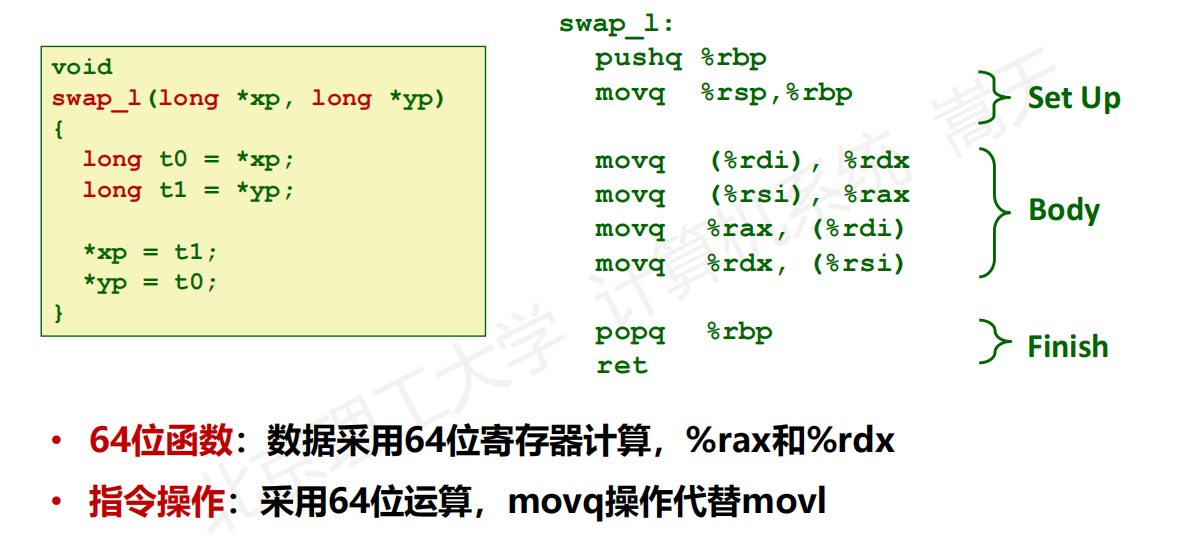 void
swap_l(long *xp, long *yp)
{
  long t0 = *xp;
  long t1 = *yp;

  *xp = t1;
  *yp = t0;
}
swap_l:
  pushq %rbp
  movq %rsp,%rbp
Set Up
  movq (%rdi), %rdx
  movq (%rsi), %rax
  movq %rax, (%rdi)
  movq %rdx, (%rsi)
Body
  popq %rbp
  ret
Finish
• 64位函数：数据采用64位寄存器计算，%rax和%rdx
• 指令操作：采用64位运算，movq操作代替movl
北京理工大学 计算机系统 嵩天